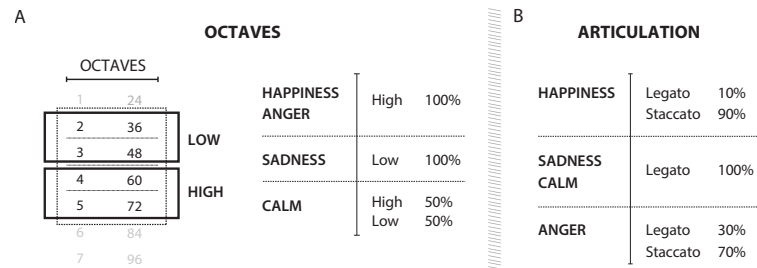 A
OCTAVES
OCTAVES
1 24
2 36
3 48
LOW
4 60
5 72
HIGH
6 84
7 96
HAPPINESS
ANGER
High 100%
SADNESS Low 100%
CALM
High 50%
Low 50%
B
ARTICULATION
HAPPINESS Legato 10%
Staccato 90%
SADNESS
CALM
Legato 100%
ANGER Legato 30%
Staccato 70%